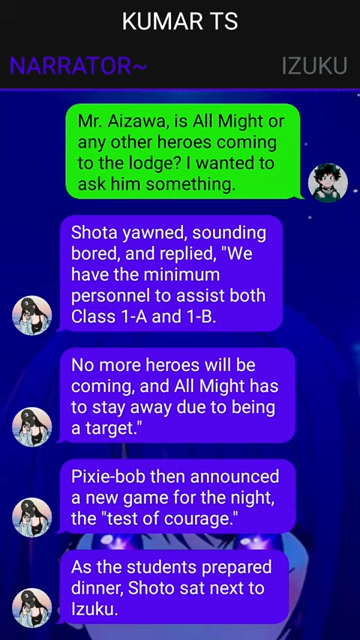 KUMAR TS
NARRATOR~ IZUKU
Mr. Aizawa, is All Might or
any other heroes coming
to the lodge? I wanted to
ask him something.
Shota yawned, sounding
bored, and replied, "We
have the minimum
personnel to assist both
Class 1-A and 1-B.
No more heroes will be
coming, and All Might has
to stay away due to being
a target."
Pixie-bob then announced
a new game for the night,
the "test of courage."
As the students prepared
dinner, Shoto sat next to
Izuku.